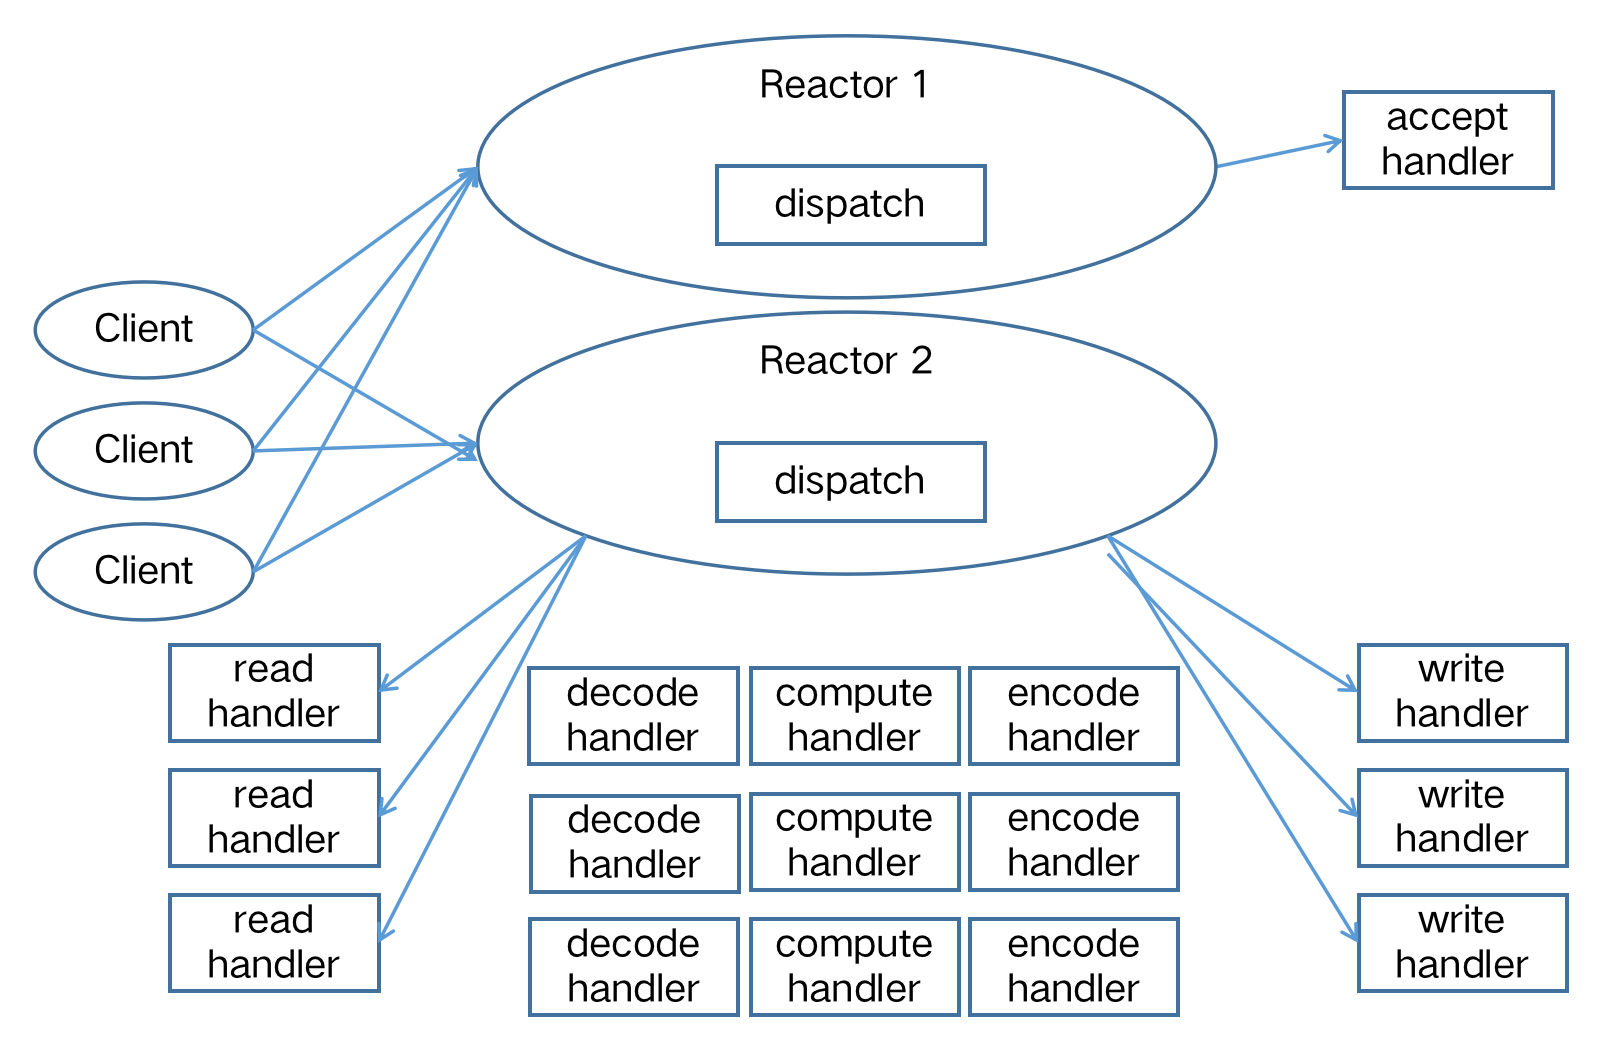 Reactor 1
dispatch
accept
handler
Client
Client
Client
Reactor 2
dispatch
read
handler
decode
handler
compute
handler
encode
handler
write
handler
read
handler
decode
handler
compute
handler
encode
handler
write
handler
read
handler
decode
handler
compute
handler
encode
handler
write
handler